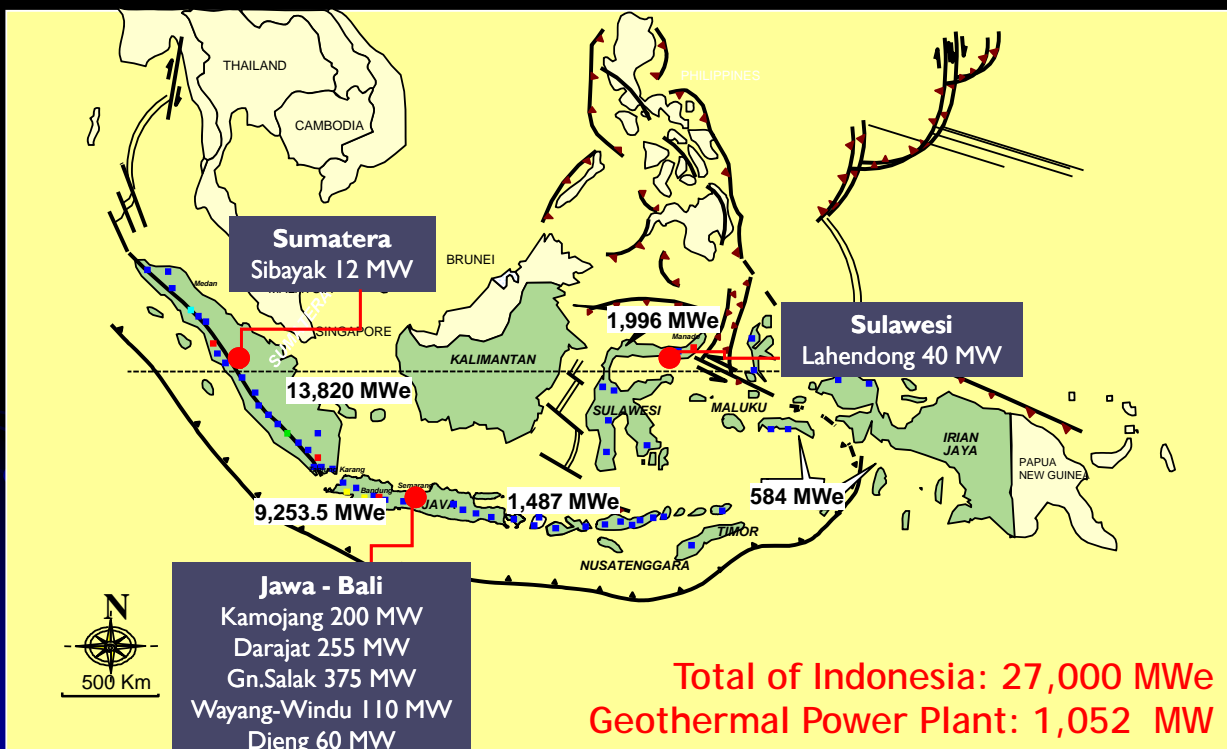 THAILAND
PHILIPPINES
CAMBODIA
Sumatera
Sibayak 12 MW
BRUNEI
Medan
SINGAPORE
1,996 MWe
Manado
Sulawesi
Lahendong 40 MW
KALIMANTAN
13,820 MWe
SULAWESI
MALUKU
IRIAN
JAYA
PAPUA
NEW GUINEA
Karang
Bandung
Semarang
JAVA
9,253.5 MWe
1,487 MWe
584 MWe
TIMOR
NUSATENGGARA
Jawa - Bali
Kamojang 200 MW
Darajat 255 MW
Gn.Salak 375 MW
Wayang-Windu 110 MW
Dieng 60 MW
N
500 Km
Total of Indonesia: 27,000 MWe
Geothermal Power Plant: 1,052 MW